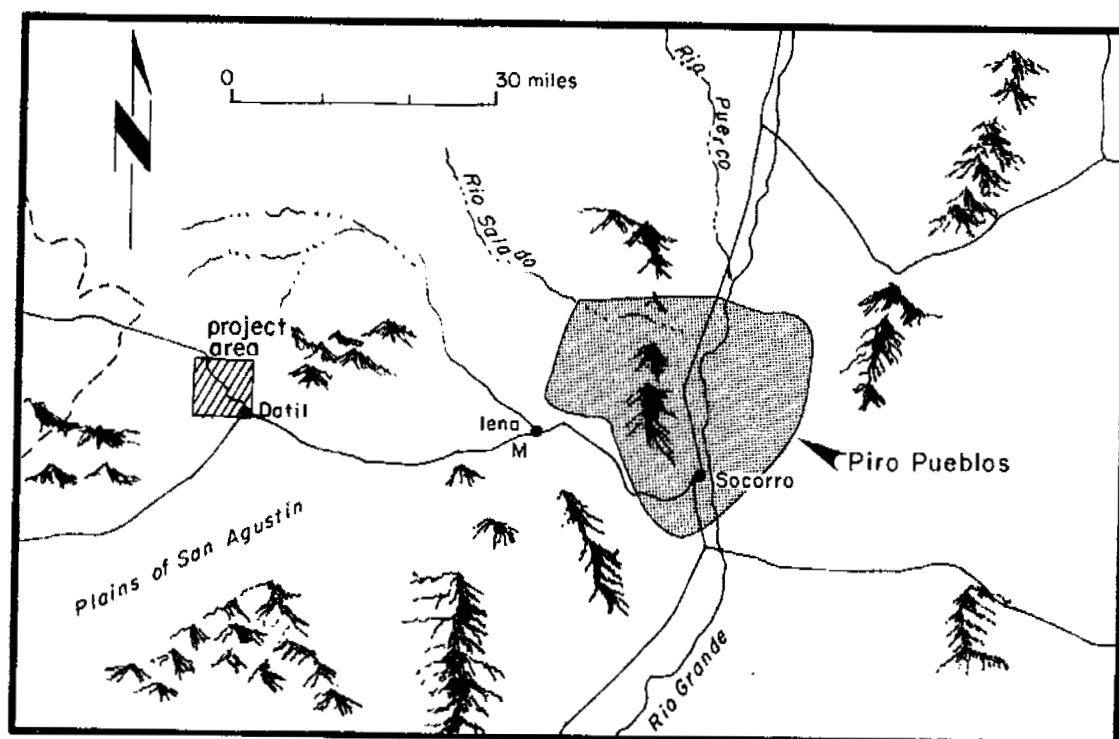 0 30 miles
Rio Puerco
Rio Salado
project
area
Datil
lena
M
Socorro
Piro Pueblos
Plains of San Agustin
Rio Grande